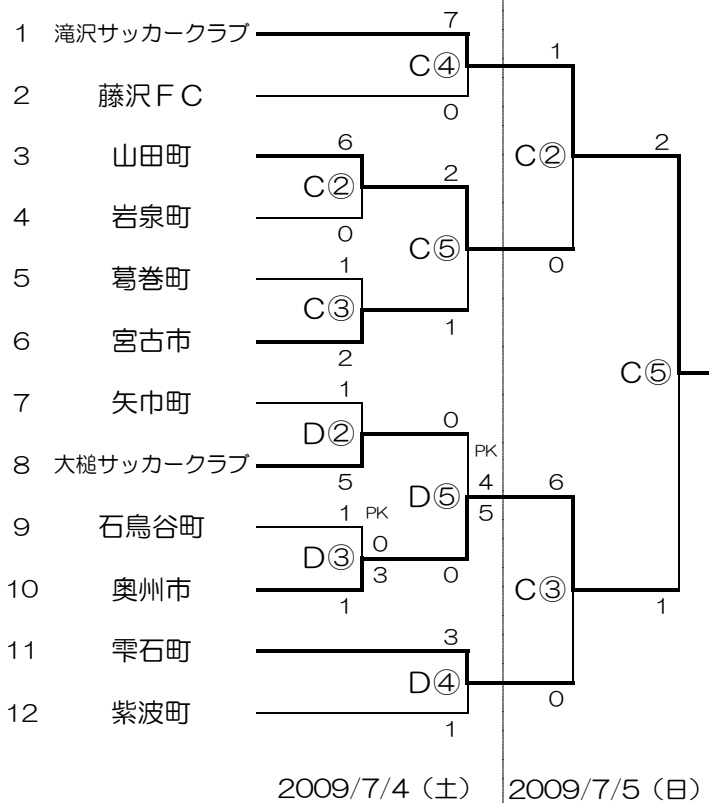 7
1 滝沢サッカークラブ
C④
1
2 藤沢ＦＣ
0
3 山田町
6
2
C②
2
C②
4 岩泉町
0
C⑤
0
5 葛巻町
1
C③
1
6 宮古市
2
C⑤
7 矢巾町
1
D②
0
8 大槌サッカークラブ
5
PK
4
D⑤
5
6
9 石鳥谷町
1
PK
0
D③
3
0
C③
10 奥州市
1
1
11 雫石町
3
D④
0
12 紫波町
1
2009/7/4（土）
2009/7/5（日）